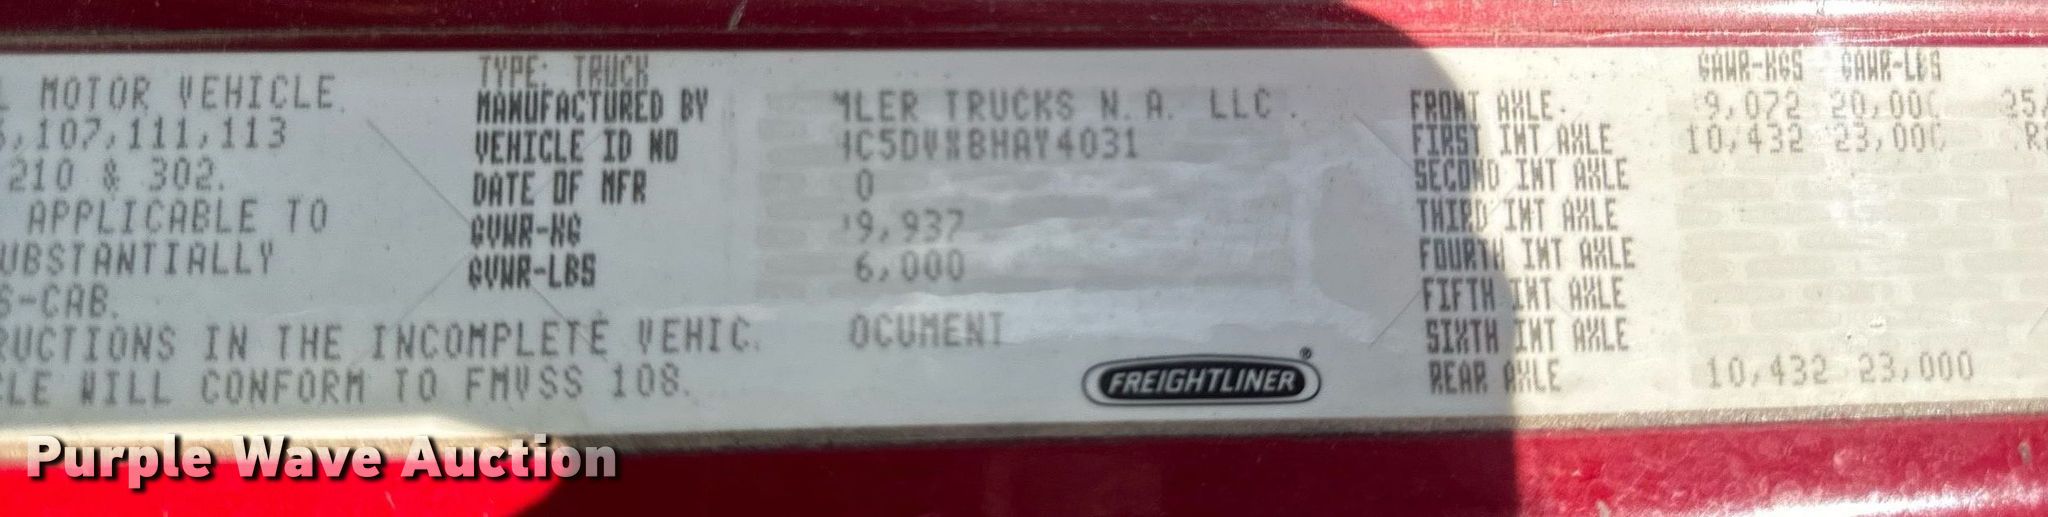 L MOTOR VEHICLE.
,107,111,113
210 & 302.
APPLICABLE TO
UBSTANTIALLY
S-CAB.
RUCTIONS IN THE INCOMPLETE VEHIC. OCUMENT
CLE WILL CONFORM TO FMVSS 108.
TYPE: TRUCK
MANUFACTURED BY MLER TRUCKS N.A. LLC.
VEHICLE ID NO HC5DVXBHAY4031
DATE OF MFR 0
GVWR-KG 9,937
GVWR-LBS 6,000
FREIGHTLINER®
GAWR-KGS GAWR-LBS
FRONT AXLE 9,072 20,00
FIRST INT AXLE 10,432 23,00
SECOND INT AXLE
THIRD INT AXLE
FOURTH INT AXLE
FIFTH INT AXLE
SIXTH INT AXLE
REAR AXLE 10,432 23,000
Purple Wave Auction